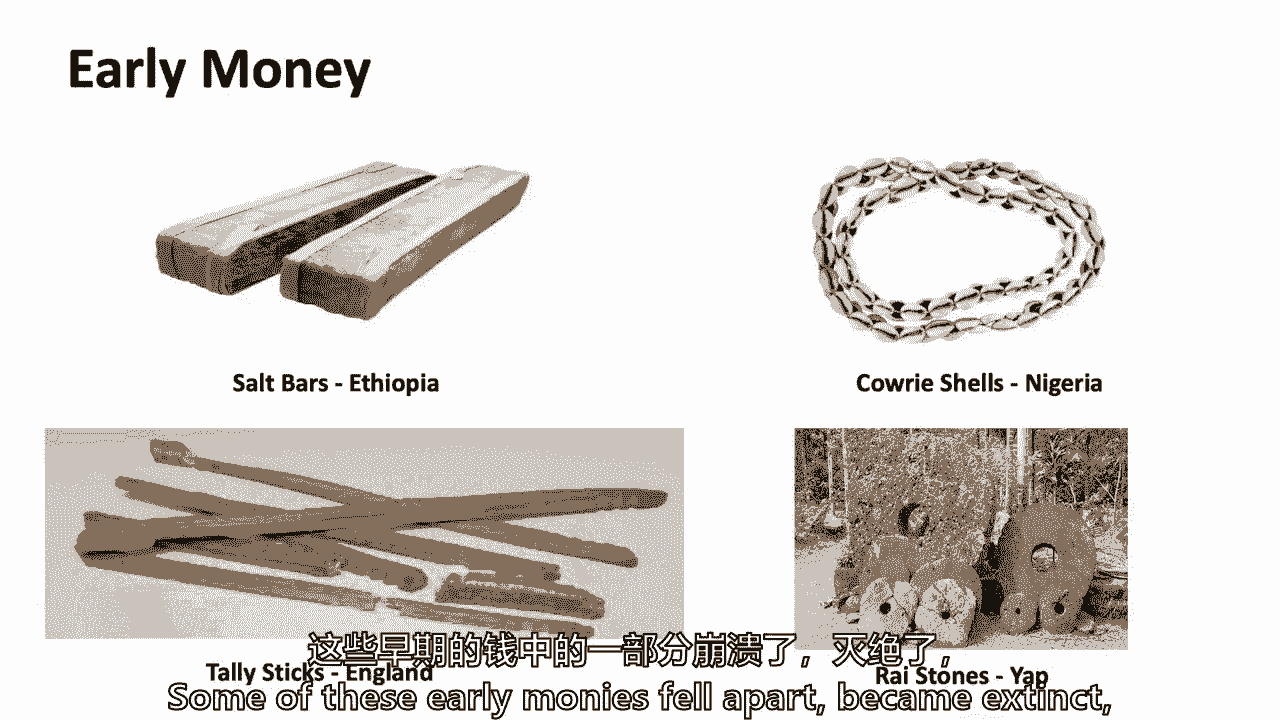 Early Money
Salt Bars - Ethiopia
Cowrie Shells - Nigeria
Tally Sticks - England
Rai Stones - Yap
这些早期的钱中的一部分崩溃了，灭绝了，
Some of these early monies fell apart, became extinct,